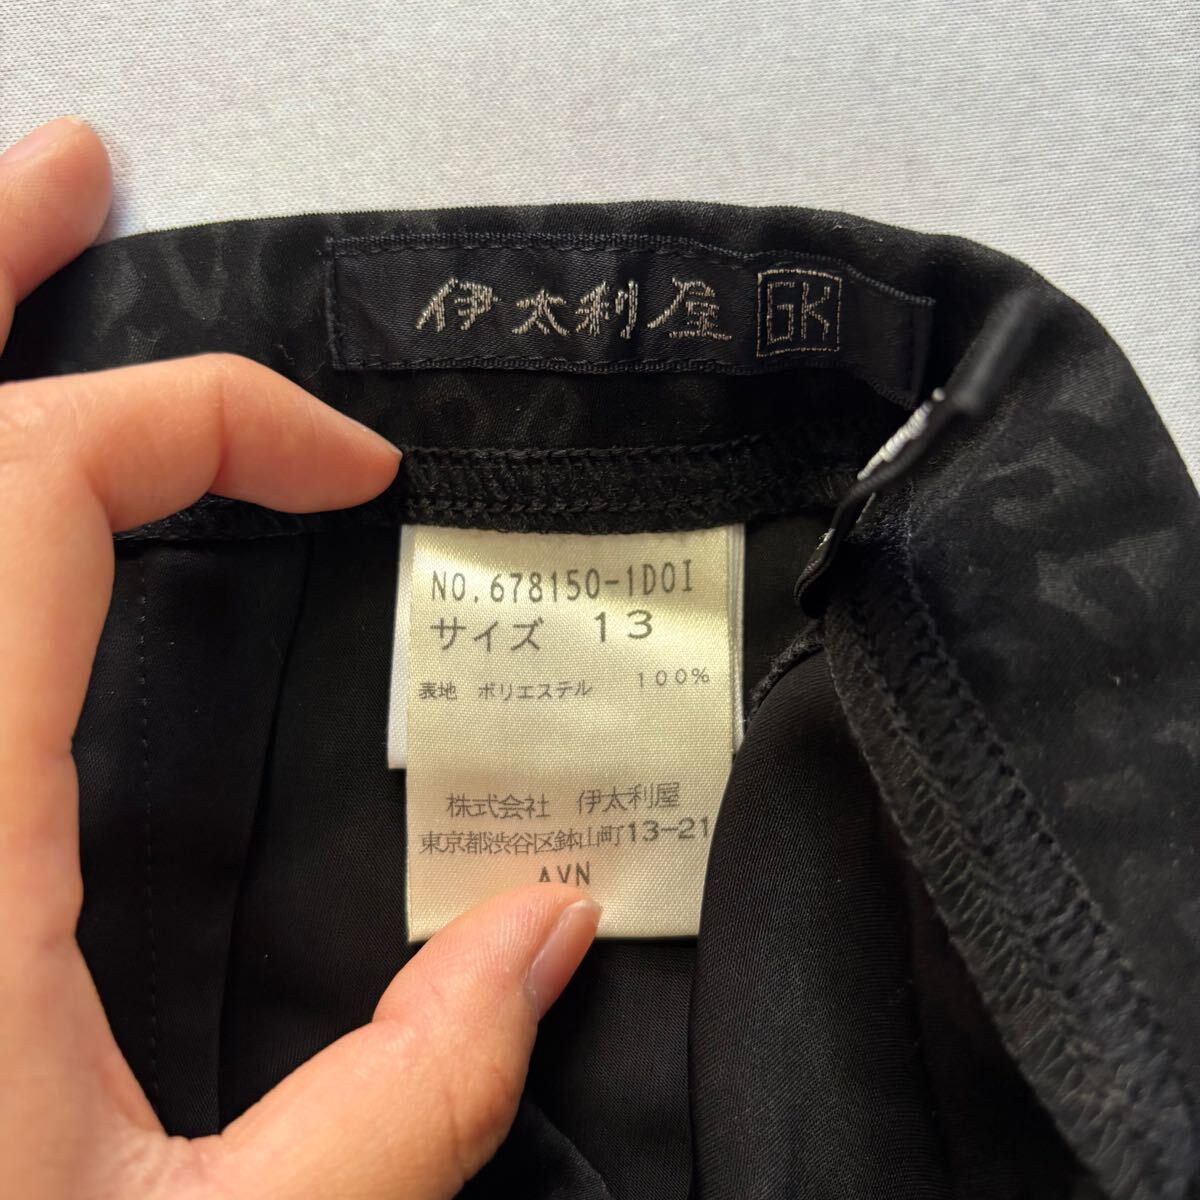 伊太利屋 GK
NO.678150-1D0I
サイズ 13
表地 ポリエステル 100%
株式会社 伊太利屋
東京都渋谷区鉢山町13-21
AVN